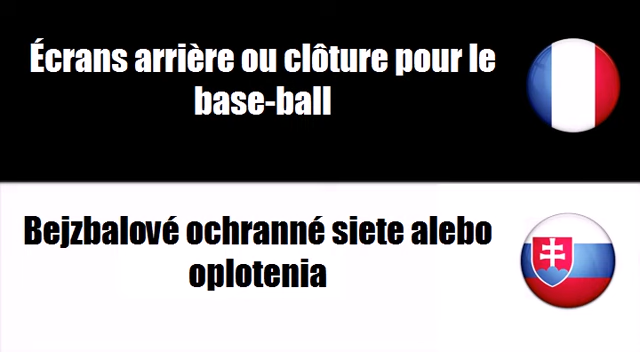 Écrans arrière ou clôture pour le
base-ball
Bejzbalové ochranné siete alebo
oplotenia